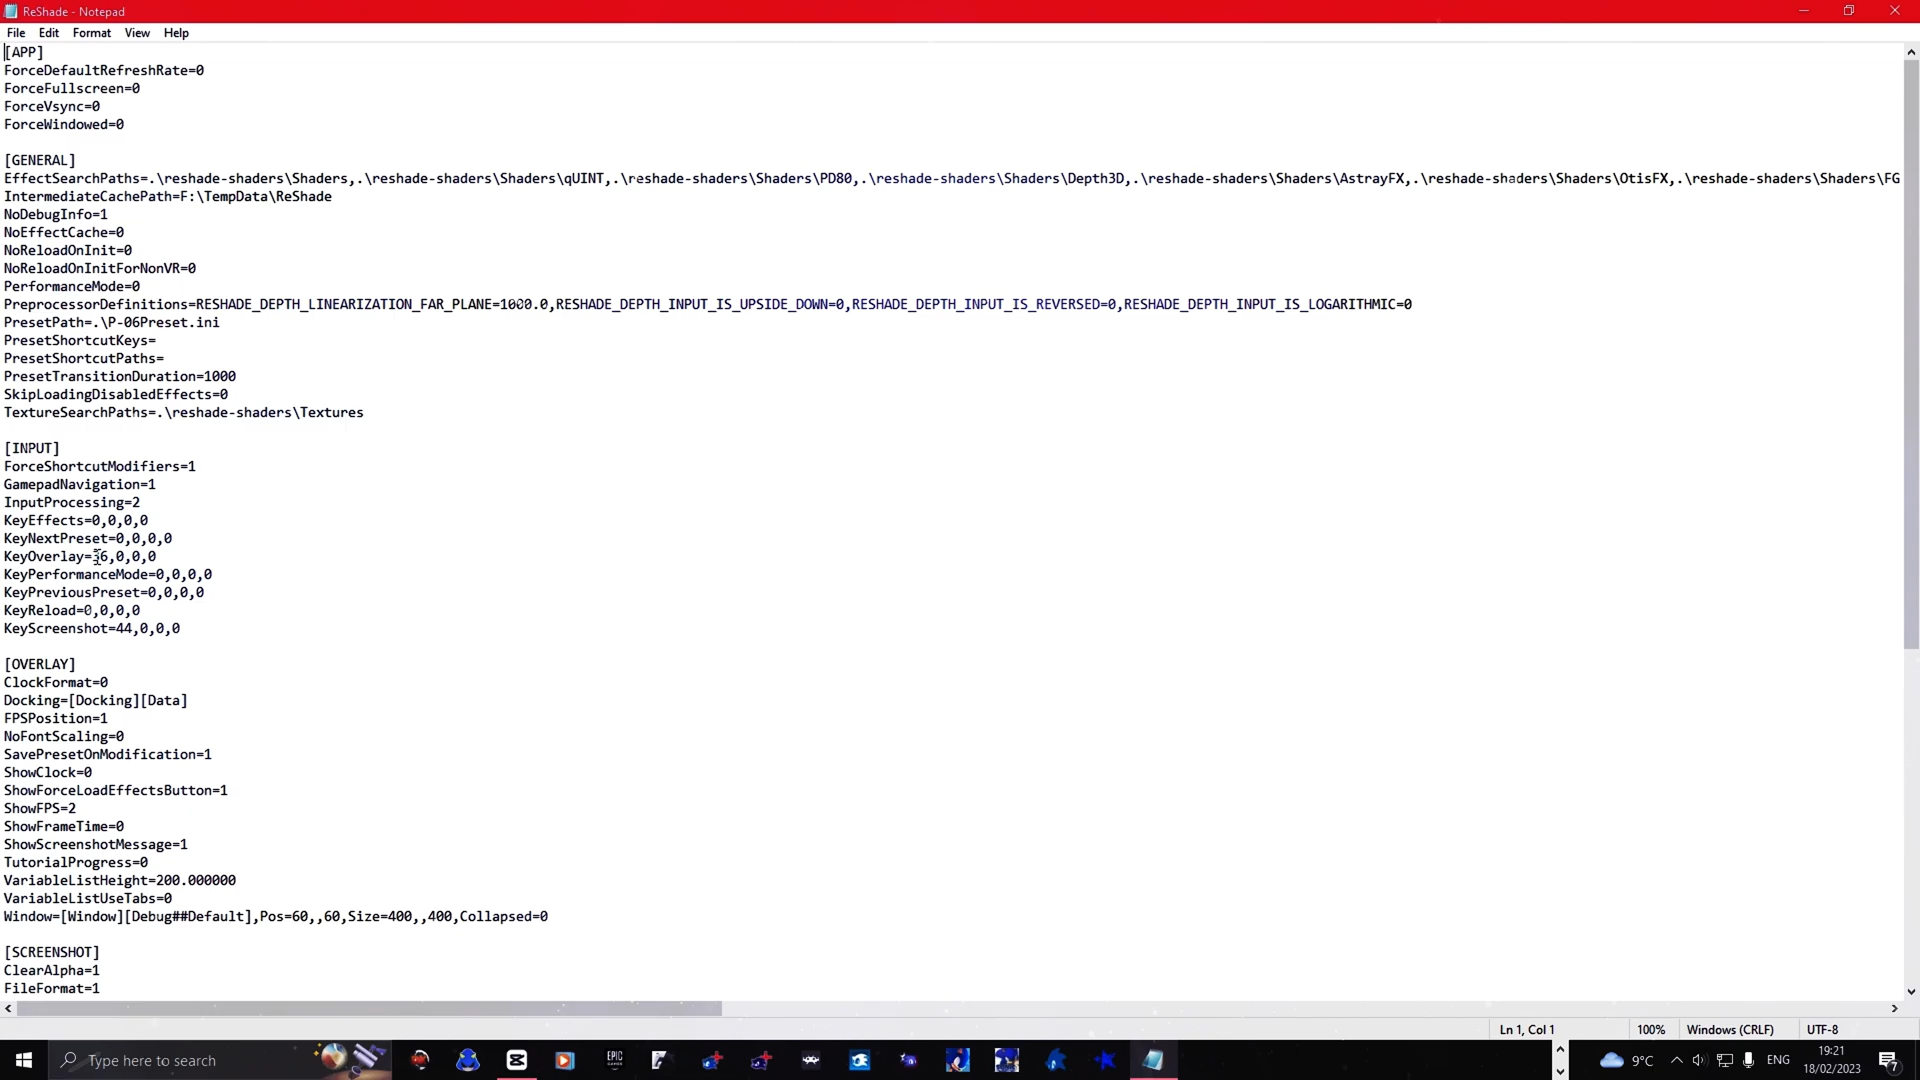 ReShade - Notepad
File Edit Format View Help
[APP]
ForceDefaultRefreshRate=0
ForceFullscreen=0
ForceVsync=0
ForceWindowed=0
[GENERAL]
EffectSearchPaths=.\reshade-shaders\Shaders,.\reshade-shaders\Shaders\qUINT,.\reshade-shaders\Shaders\PD80,.\reshade-shaders\Shaders\Depth3D,.\reshade-shaders\Shaders\AstrayFX,.\reshade-shaders\Shaders\OtisFX,.\reshade-shaders\Shaders\FG
IntermediateCachePath=F:\TempData\ReShade
NoDebugInfo=1
NoEffectCache=0
NoReloadOnInit=0
NoReloadOnInitForNonVR=0
PerformanceMode=0
PreprocessorDefinitions=RESHADE_DEPTH_LINEARIZATION_FAR_PLANE=1000.0,RESHADE_DEPTH_INPUT_IS_UPSIDE_DOWN=0,RESHADE_DEPTH_INPUT_IS_REVERSED=0,RESHADE_DEPTH_INPUT_IS_LOGARITHMIC=0
PresetPath=.\P-06Preset.ini
PresetShortcutKeys=
PresetShortcutPaths=
PresetTransitionDuration=1000
SkipLoadingDisabledEffects=0
TextureSearchPaths=.\reshade-shaders\Textures
[INPUT]
ForceShortcutModifiers=1
GamepadNavigation=1
InputProcessing=2
KeyEffects=0,0,0,0
KeyNextPreset=0,0,0,0
KeyOverlay=36,0,0,0
KeyPerformanceMode=0,0,0,0
KeyPreviousPreset=0,0,0,0
KeyReload=0,0,0,0
KeyScreenshot=44,0,0,0
[OVERLAY]
ClockFormat=0
Docking=[Docking][Data]
FPSPosition=1
NoFontScaling=0
SavePresetOnModification=1
ShowClock=0
ShowForceLoadEffectsButton=1
ShowFPS=2
ShowFrameTime=0
ShowScreenshotMessage=1
TutorialProgress=0
VariableListHeight=200.000000
VariableListUseTabs=0
Window=[Window][Debug##Default],Pos=60,,60,Size=400,,400,Collapsed=0
[SCREENSHOT]
ClearAlpha=1
FileFormat=1
Ln 1, Col 1 100% Windows (CRLF) UTF-8
Type here to search
EPIC GAMES
9°C ENG
19:21
18/02/2023
7